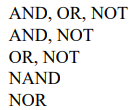 AND, OR, NOT
AND, NOT
OR, NOT
NAND
NOR